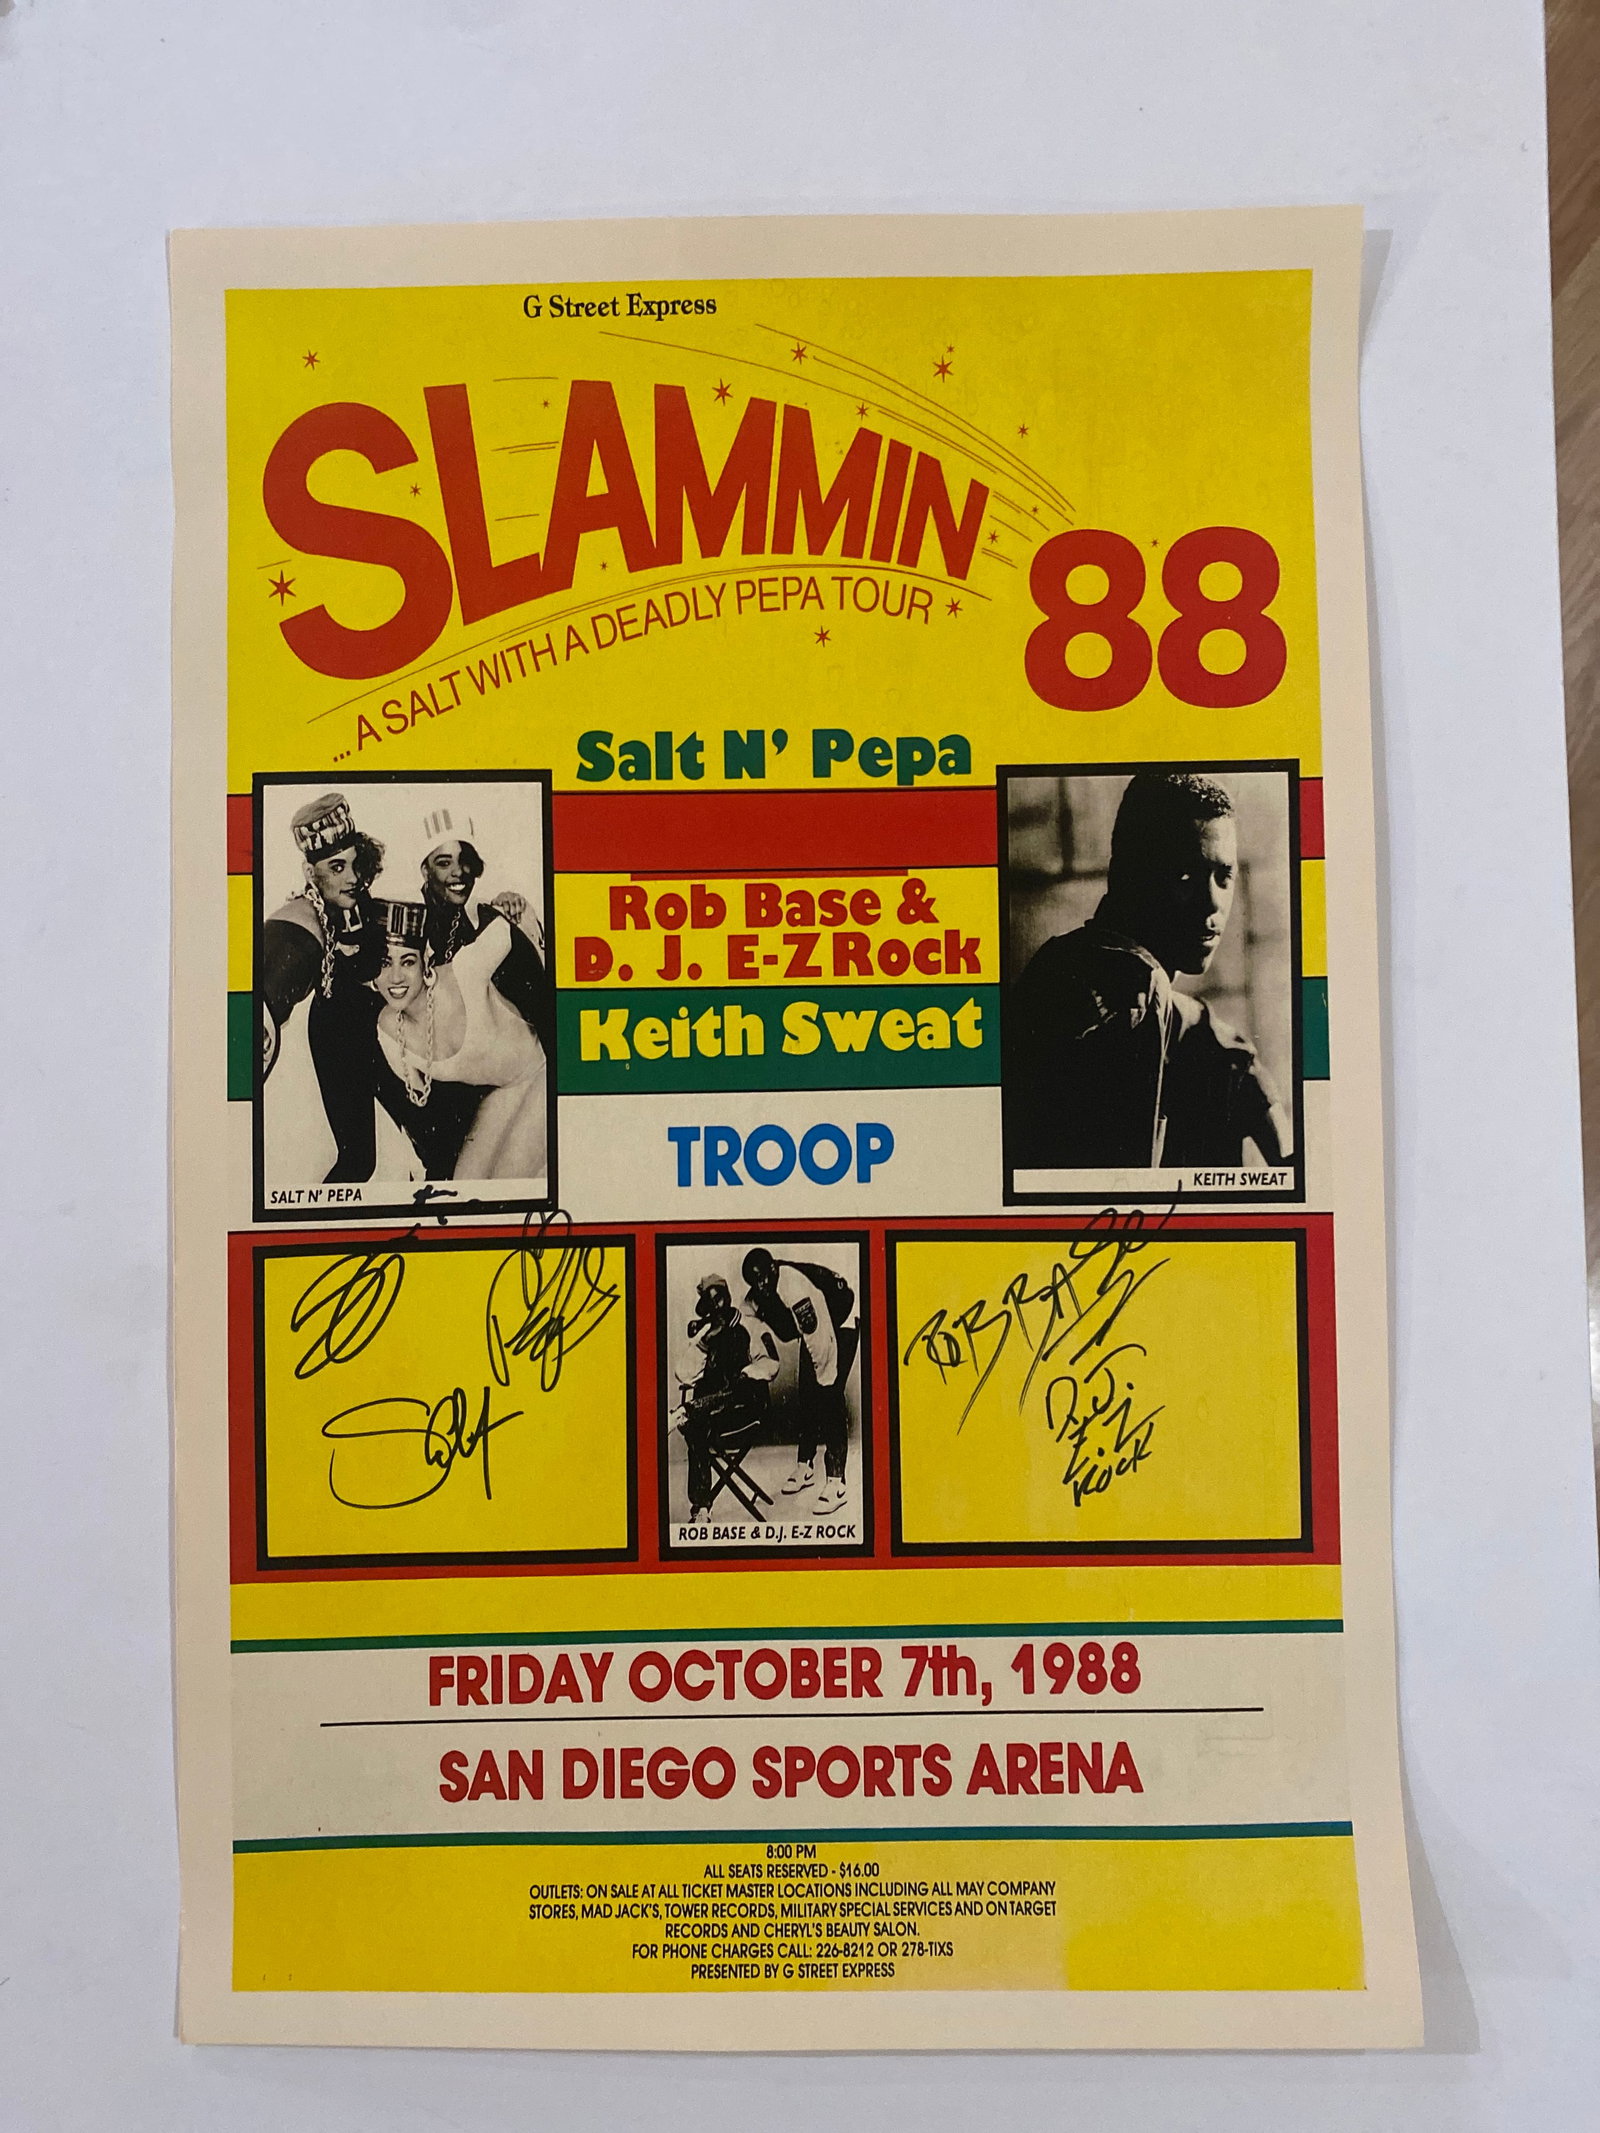 G Street Express
SLAMMIN 88
...A SALT WITH A DEADLY PEPA TOUR
Salt N' Pepa
Rob Base &
D. J. E-Z Rock
Keith Sweat
TROOP
SALT N' PEPA
KEITH SWEAT
Salt
ROB BASE
D.J.
E-Z
ROCK
ROB BASE & D.J. E-Z ROCK
FRIDAY OCTOBER 7th, 1988
SAN DIEGO SPORTS ARENA
8:00 PM
ALL SEATS RESERVED - $16.00
OUTLETS: ON SALE AT ALL TICKET MASTER LOCATIONS INCLUDING ALL MAY COMPANY
STORES, MAD JACK'S, TOWER RECORDS, MILITARY SPECIAL SERVICES AND ON TARGET
RECORDS AND CHERYL'S BEAUTY SALON.
FOR PHONE CHARGES CALL: 226-8212 OR 278-TIXS
PRESENTED BY G STREET EXPRESS